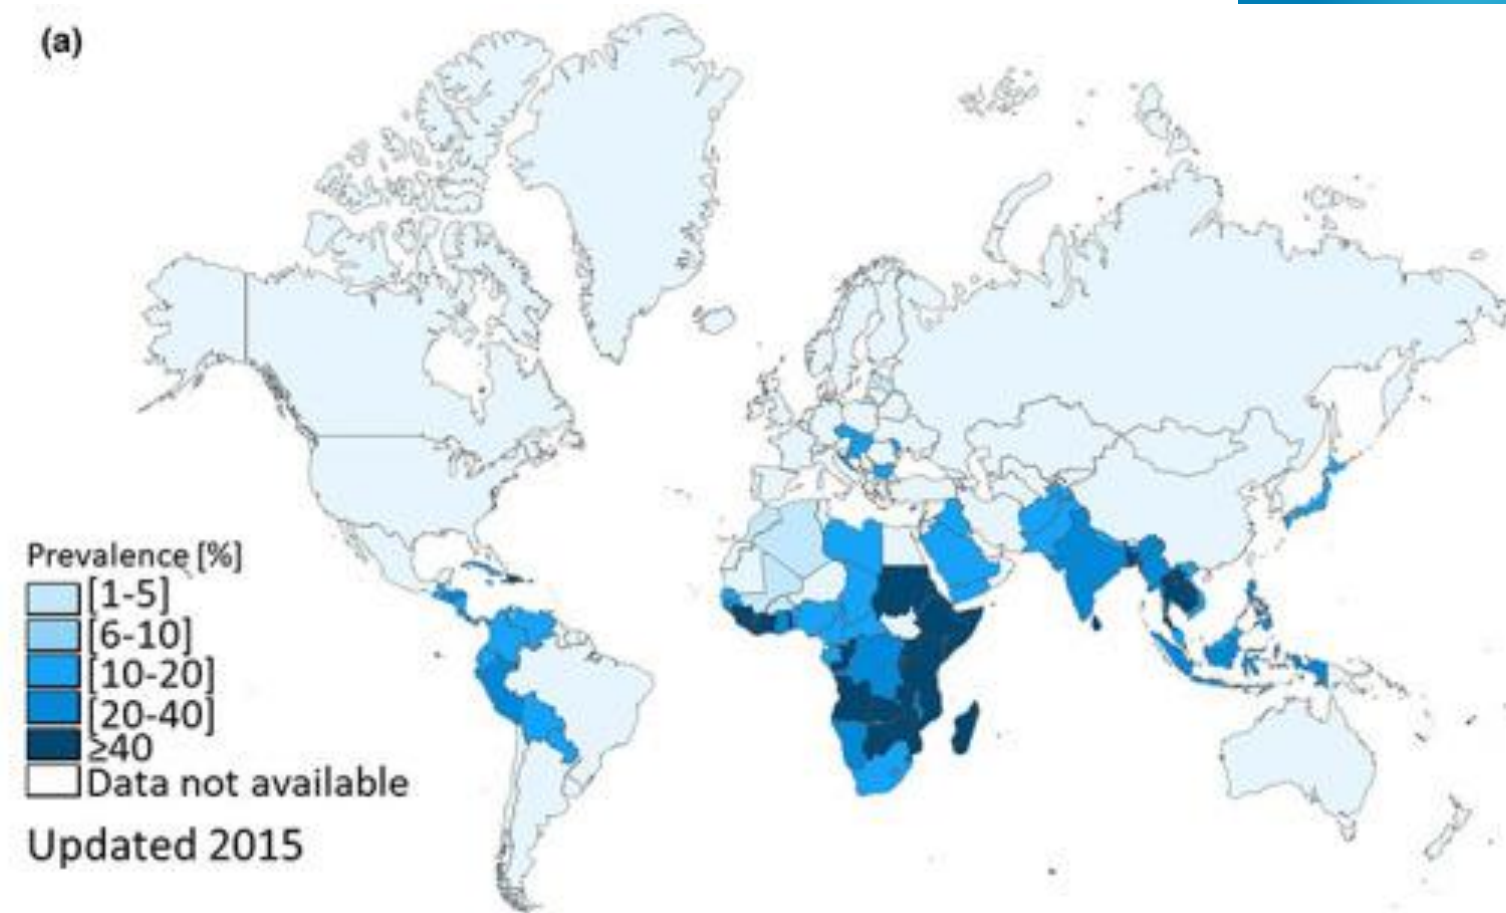 (a)
Prevalence [%]
[1-5]
[6-10]
[10-20]
[20-40]
≥40
Data not available
Updated 2015